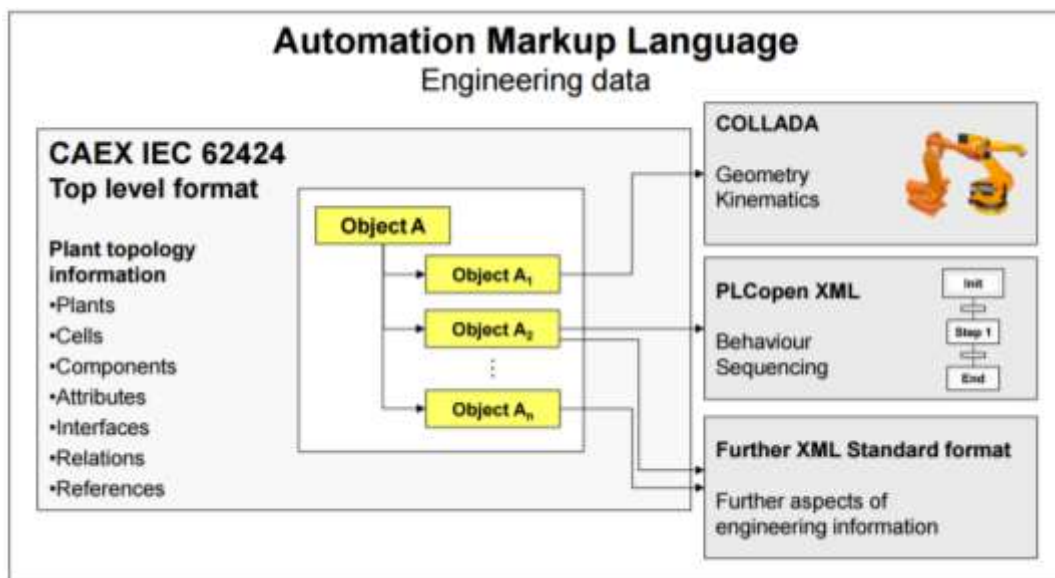 Automation Markup Language
Engineering data
CAEX IEC 62424
Top level format
Plant topology
information
•Plants
•Cells
•Components
•Attributes
•Interfaces
•Relations
•References
Object A
Object A₁
Object A₂
⋮
Object Aₙ
COLLADA
Geometry
Kinematics
PLCopen XML
Behaviour
Sequencing
Init
Step 1
End
Further XML Standard format
Further aspects of
engineering information